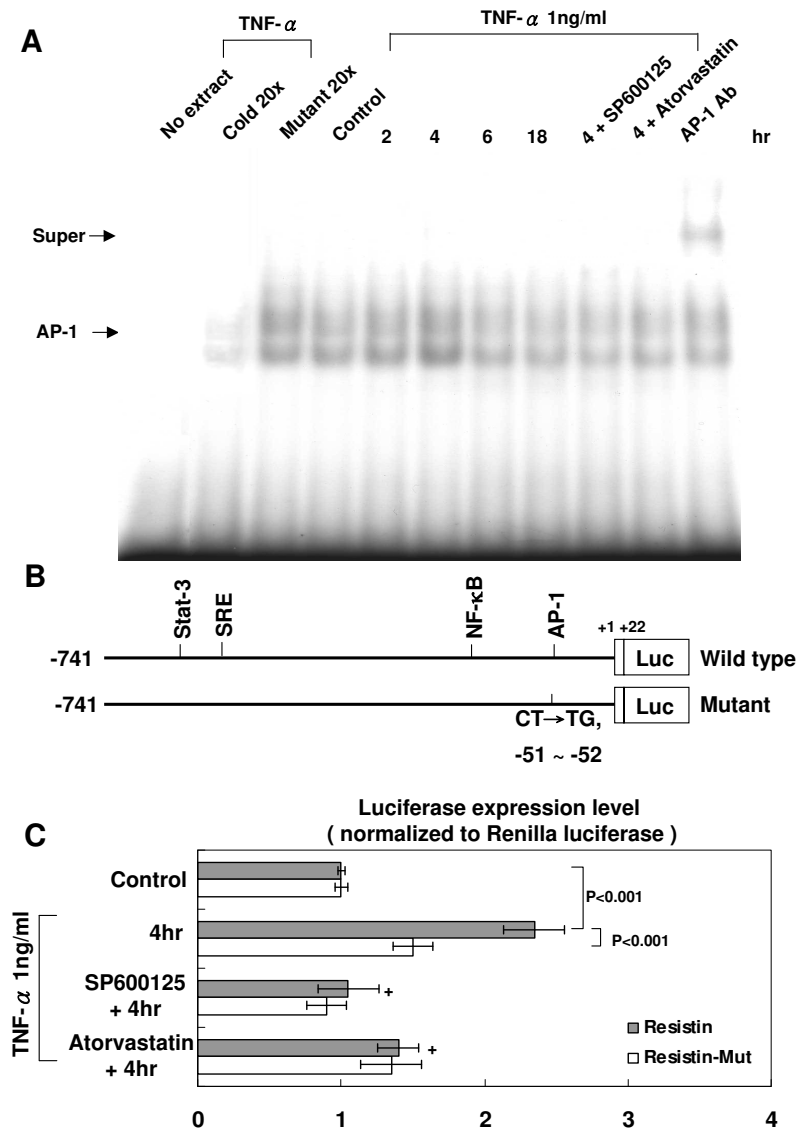 A
TNF-α
TNF-α 1ng/ml
No extract
Cold 20x
Mutant 20x
Control
2
4
6
18
4 + SP600125
4 + Atorvastatin
AP-1 Ab
hr
Super
AP-1
B
Stat-3
SRE
NF-κB
AP-1
+1 +22
-741
Luc
Wild type
-741
Luc
Mutant
CT→TG,
-51 ~ -52
C
Luciferase expression level
( normalized to Renilla luciferase )
Control
P<0.001
TNF-α 1ng/ml
4hr
P<0.001
SP600125
+ 4hr
+
Atorvastatin
+ 4hr
+
Resistin
Resistin-Mut
0 1 2 3 4